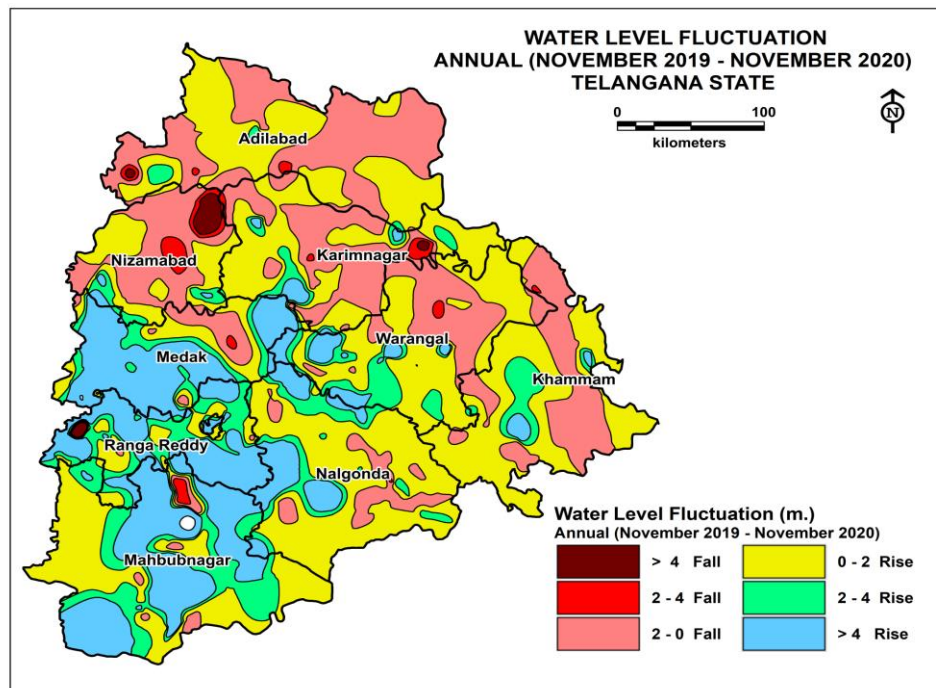 WATER LEVEL FLUCTUATION
ANNUAL (NOVEMBER 2019 - NOVEMBER 2020)
TELANGANA STATE
0 100
kilometers
N
Adilabad
Nizamabad
Karimnagar
Warangal
Medak
Khammam
Ranga Reddy
Nalgonda
Mahbubnagar
Water Level Fluctuation (m.)
Annual (November 2019 - November 2020)
> 4 Fall
2 - 4 Fall
2 - 0 Fall
0 - 2 Rise
2 - 4 Rise
> 4 Rise